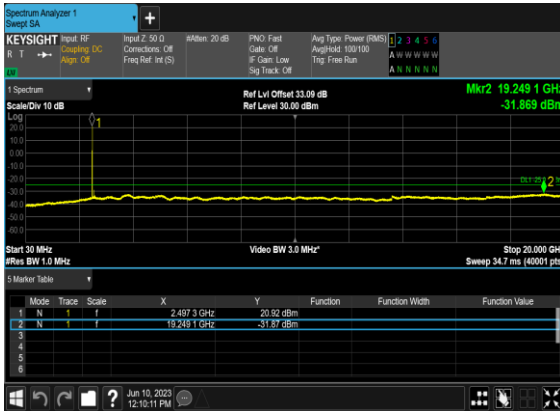 Spectrum Analyzer 1
Swept SA
KEYSIGHT
R T
Input: RF
Coupling: DC
Align: Off
Input Z: 50 Ω
Corrections: Off
Freq Ref: Int (S)
#Atten: 20 dB
PNO: Fast
Gate: Off
IF Gain: Low
Sig Track: Off
Avg Type: Power (RMS)
Avg|Hold: 100/100
Trig: Free Run
1 2 3 4 5 6
A W W W W W
A N N N N N
1 Spectrum
Scale/Div 10 dB
Ref Lvl Offset 33.09 dB
Ref Level 30.00 dBm
Mkr2 19.249 1 GHz
-31.869 dBm
Log
20.0
10.0
0.00
-10.0
-20.0
-30.0
-40.0
-50.0
-60.0
1
2
Start 30 MHz
#Res BW 1.0 MHz
Video BW 3.0 MHz*
Stop 20.000 GH
Sweep 34.7 ms (40001 pts
5 Marker Table
Mode Trace Scale X Y Function Function Width Function Value
1 N 1 f 2.497 3 GHz 20.92 dBm
2 N 1 f 19.249 1 GHz -31.87 dBm
3
4
5
6
?
Jun 10, 2023
12:10:11 PM